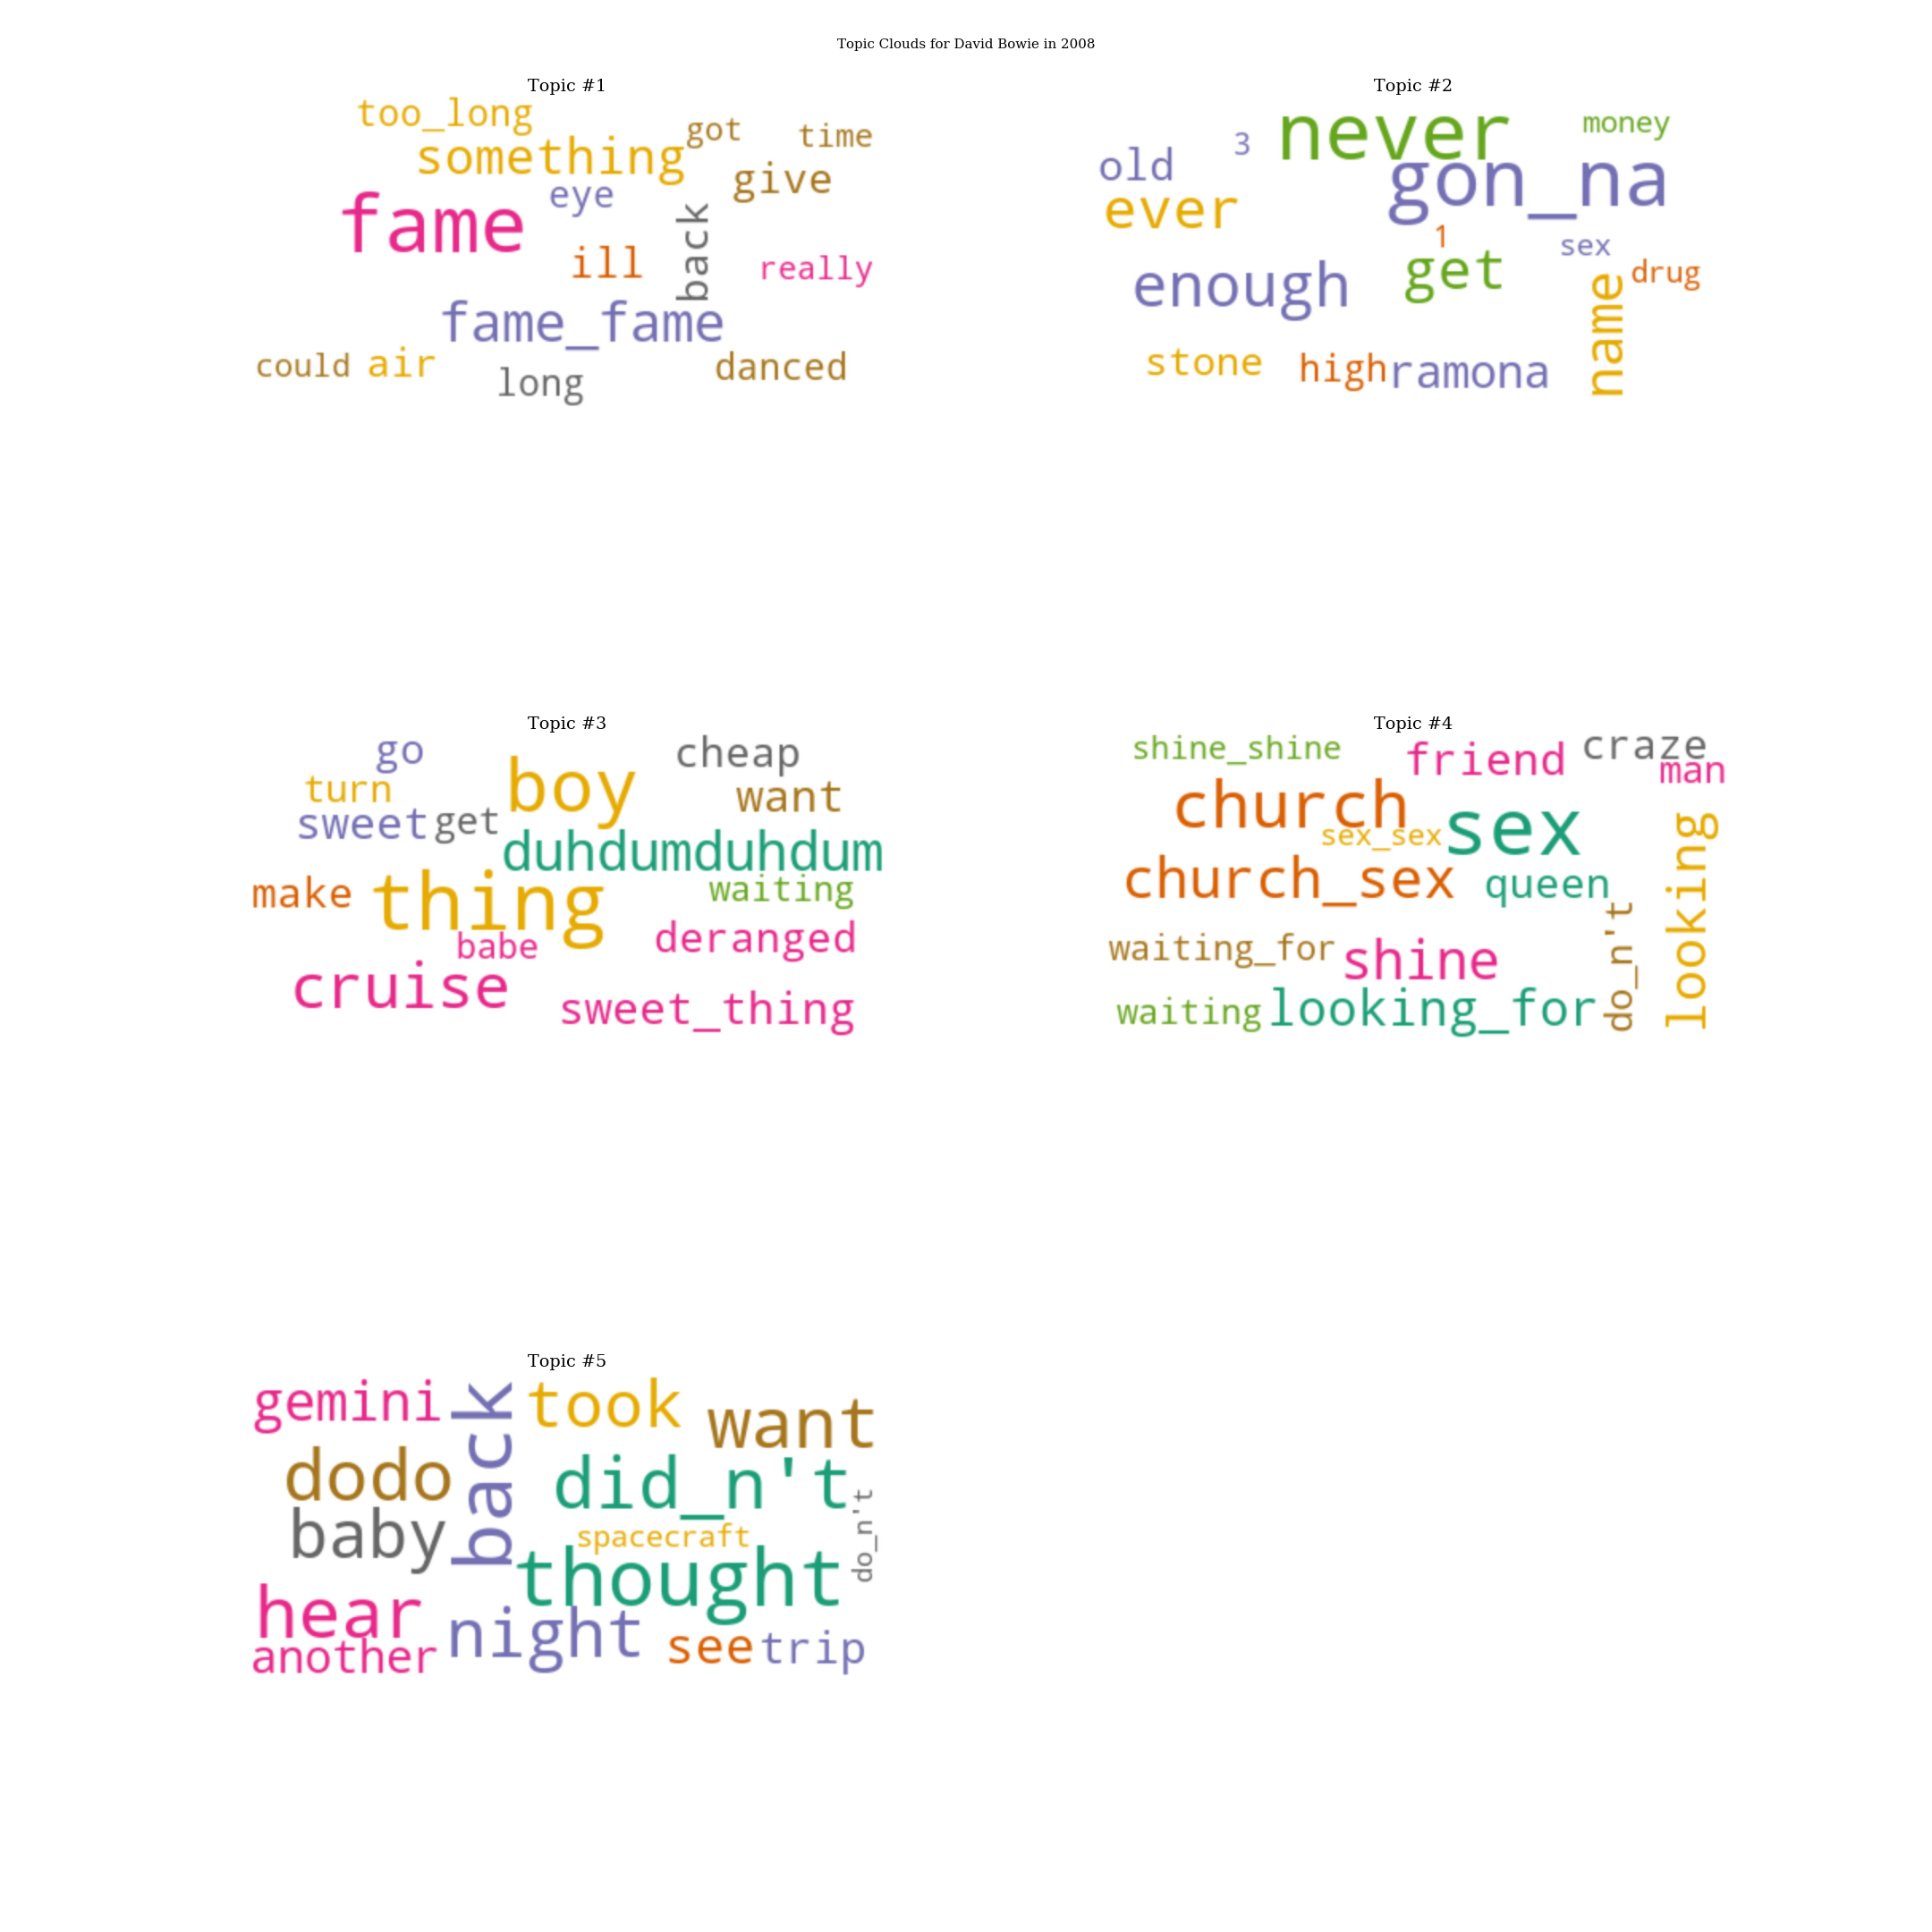 Topic Clouds for David Bowie in 2008
Topic #1
too_long
got
time
something
give
eye
fame
back
ill
really
fame_fame
could
air
long
danced
Topic #2
never
money
3
old
gon_na
ever
1
sex
get
drug
enough
name
stone
high
ramona
Topic #3
go
cheap
boy
turn
want
sweet
get
duhdumduhdum
make
thing
waiting
babe
deranged
cruise
sweet_thing
Topic #4
shine_shine
friend
craze
man
church
sex_sex
sex
looking
church_sex
queen
do_n't
waiting_for
shine
waiting
looking_for
Topic #5
gemini
back
took
want
dodo
did_n't
baby
spacecraft
do_n't
thought
hear
night
another
see
trip